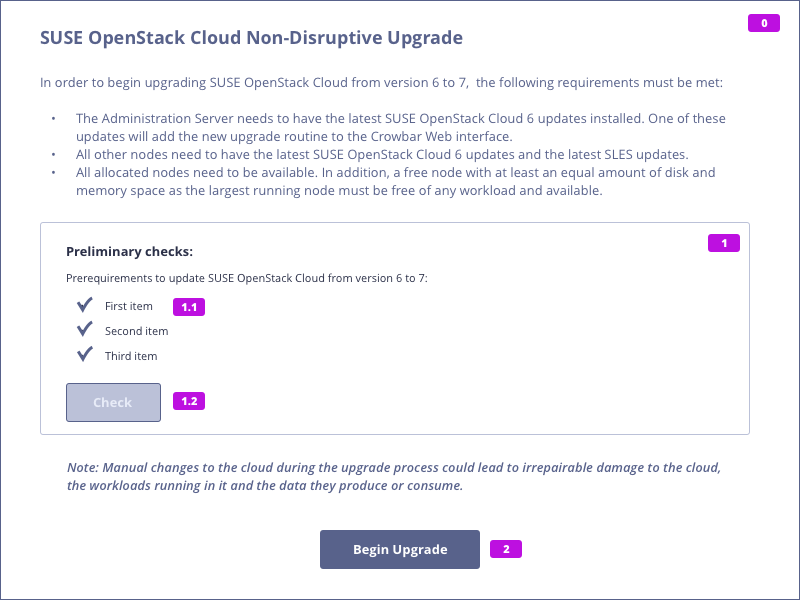 0
SUSE OpenStack Cloud Non-Disruptive Upgrade
In order to begin upgrading SUSE OpenStack Cloud from version 6 to 7, the following requirements must be met:
• The Administration Server needs to have the latest SUSE OpenStack Cloud 6 updates installed. One of these
updates will add the new upgrade routine to the Crowbar Web interface.
• All other nodes need to have the latest SUSE OpenStack Cloud 6 updates and the latest SLES updates.
• All allocated nodes need to be available. In addition, a free node with at least an equal amount of disk and
memory space as the largest running node must be free of any workload and available.
1
Preliminary checks:
Prerequirements to update SUSE OpenStack Cloud from version 6 to 7:
First item 1.1
Second item
Third item
Check 1.2
Note: Manual changes to the cloud during the upgrade process could lead to irrepairable damage to the cloud,
the workloads running in it and the data they produce or consume.
Begin Upgrade 2